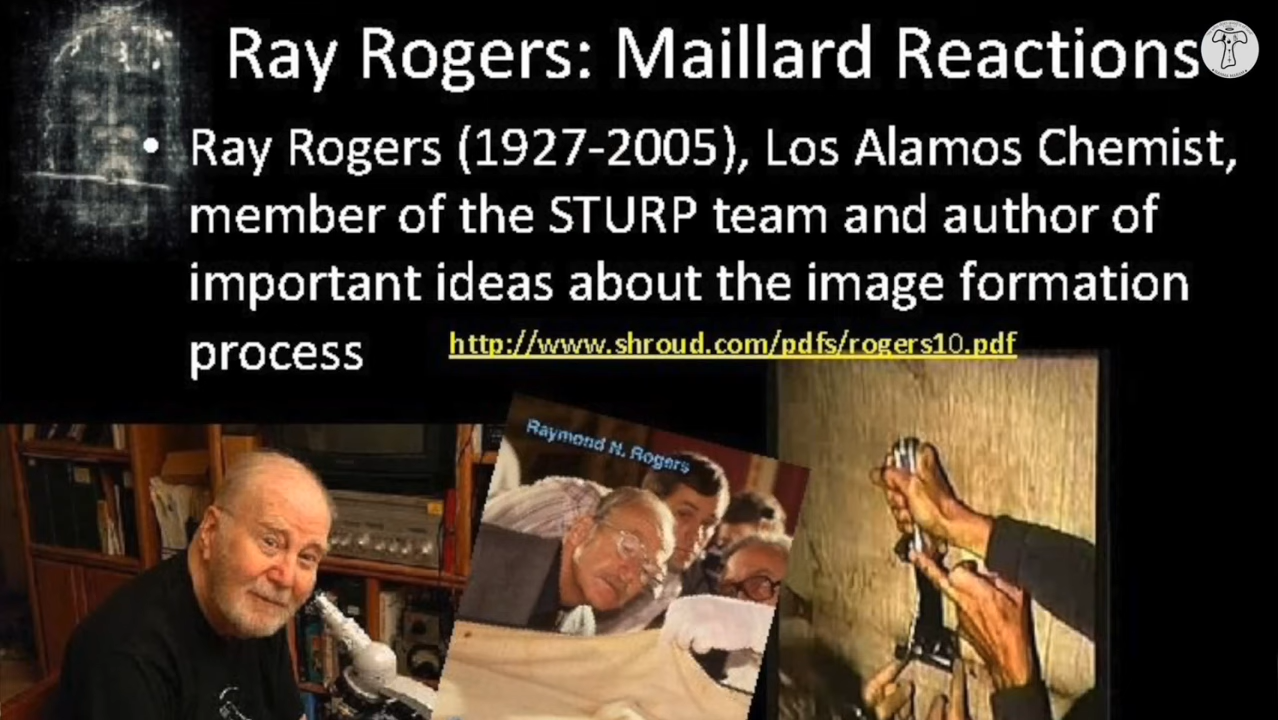 Ray Rogers: Maillard Reactions
• Ray Rogers (1927-2005), Los Alamos Chemist,
member of the STURP team and author of
important ideas about the image formation
process
http://www.shroud.com/pdfs/rogers10.pdf
Raymond N. Rogers